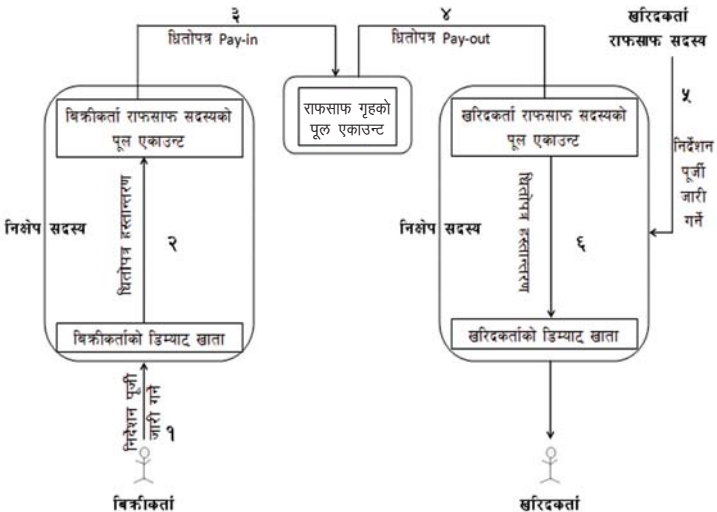 ३
धितोपत्र Pay-in
४
धितोपत्र Pay-out
खरिदकर्ता
राफसाफ सदस्य
५
निर्देशन
पूर्जी
जारी
गर्ने
बिक्रीकर्ता राफसाफ सदस्यको
पूल एकाउन्ट
राफसाफ गृहको
पूल एकाउन्ट
खरिदकर्ता राफसाफ सदस्यको
पूल एकाउन्ट
निक्षेप सदस्य
धितोपत्र हस्तान्तरण
२
निक्षेप सदस्य
धितोपत्र हस्तान्तरण
६
बिक्रीकर्ताको डिम्याट् खाता
खरिदकर्ताको डिम्याट् खाता
निर्देशन पूर्जी
जारी गर्ने
१
बिक्रीकर्ता
खरिदकर्ता